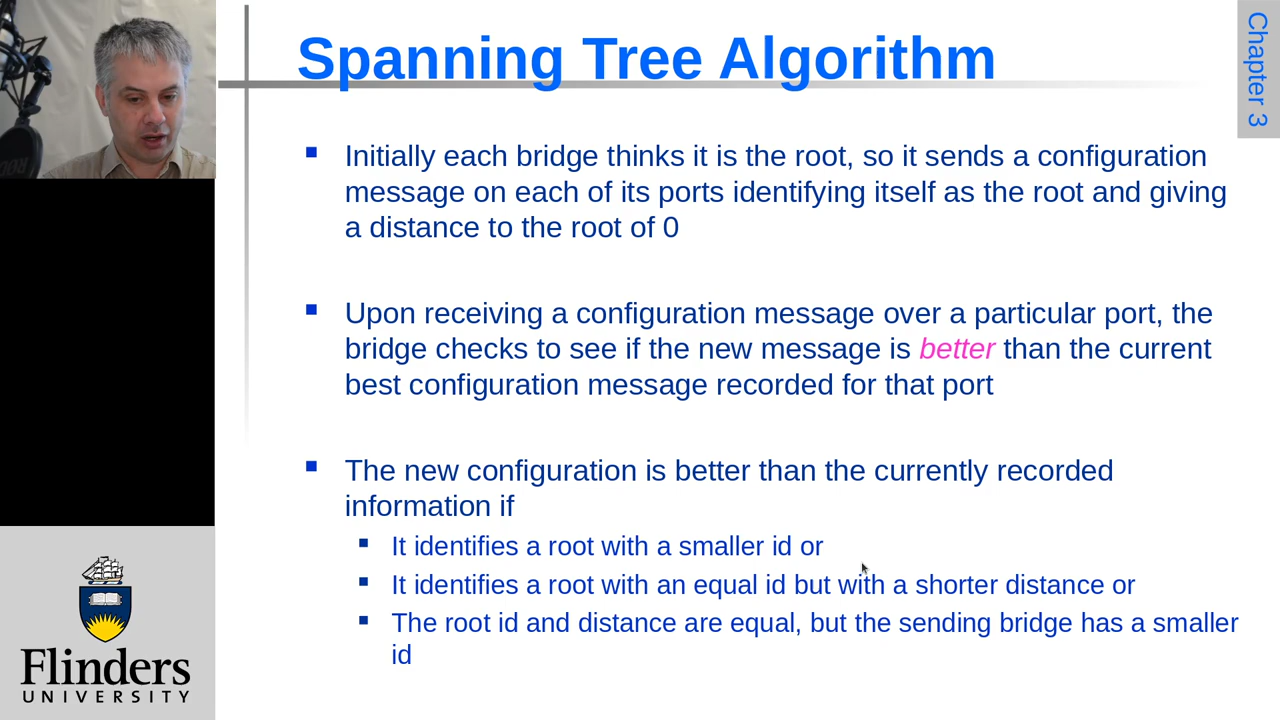 Spanning Tree Algorithm
Chapter 3
Initially each bridge thinks it is the root, so it sends a configuration
message on each of its ports identifying itself as the root and giving
a distance to the root of 0
Upon receiving a configuration message over a particular port, the
bridge checks to see if the new message is better than the current
best configuration message recorded for that port
The new configuration is better than the currently recorded
information if
It identifies a root with a smaller id or
It identifies a root with an equal id but with a shorter distance or
The root id and distance are equal, but the sending bridge has a smaller
id
Flinders
UNIVERSITY